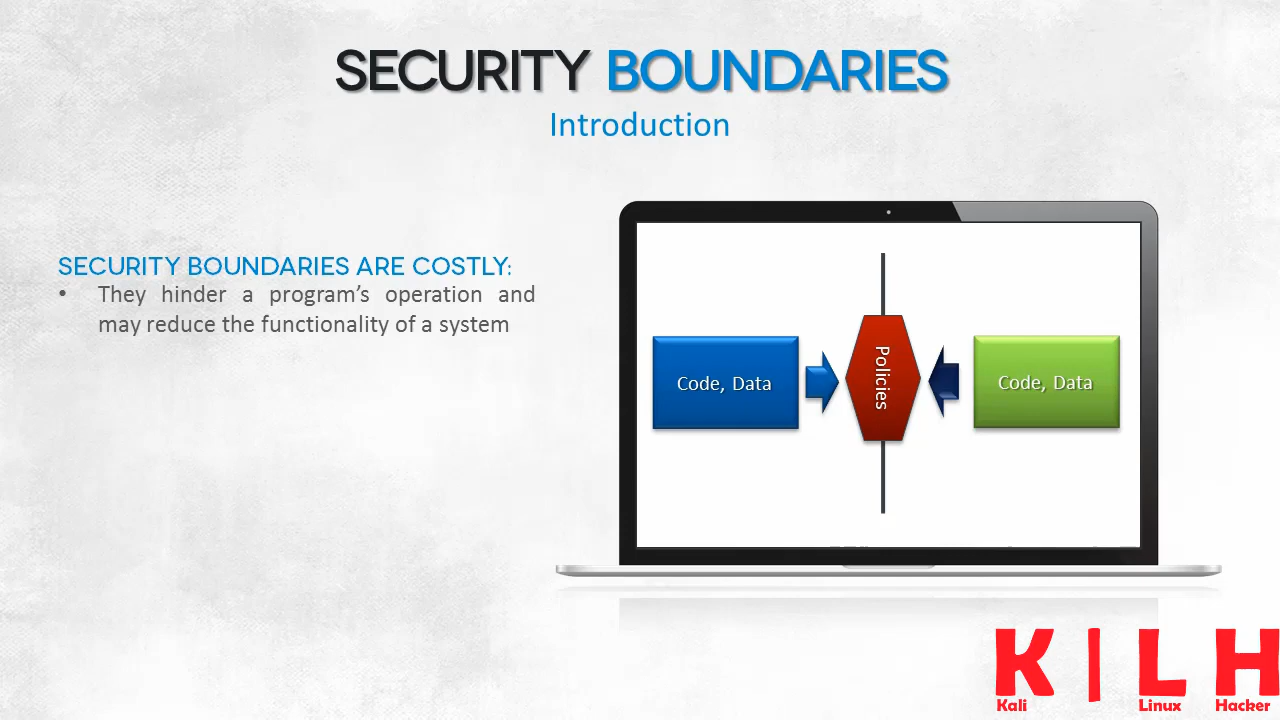 SECURITY BOUNDARIES
Introduction
SECURITY BOUNDARIES ARE COSTLY:
• They hinder a program's operation and
may reduce the functionality of a system
Code, Data
Policies
Code, Data
K | L H
Kali Linux Hacker